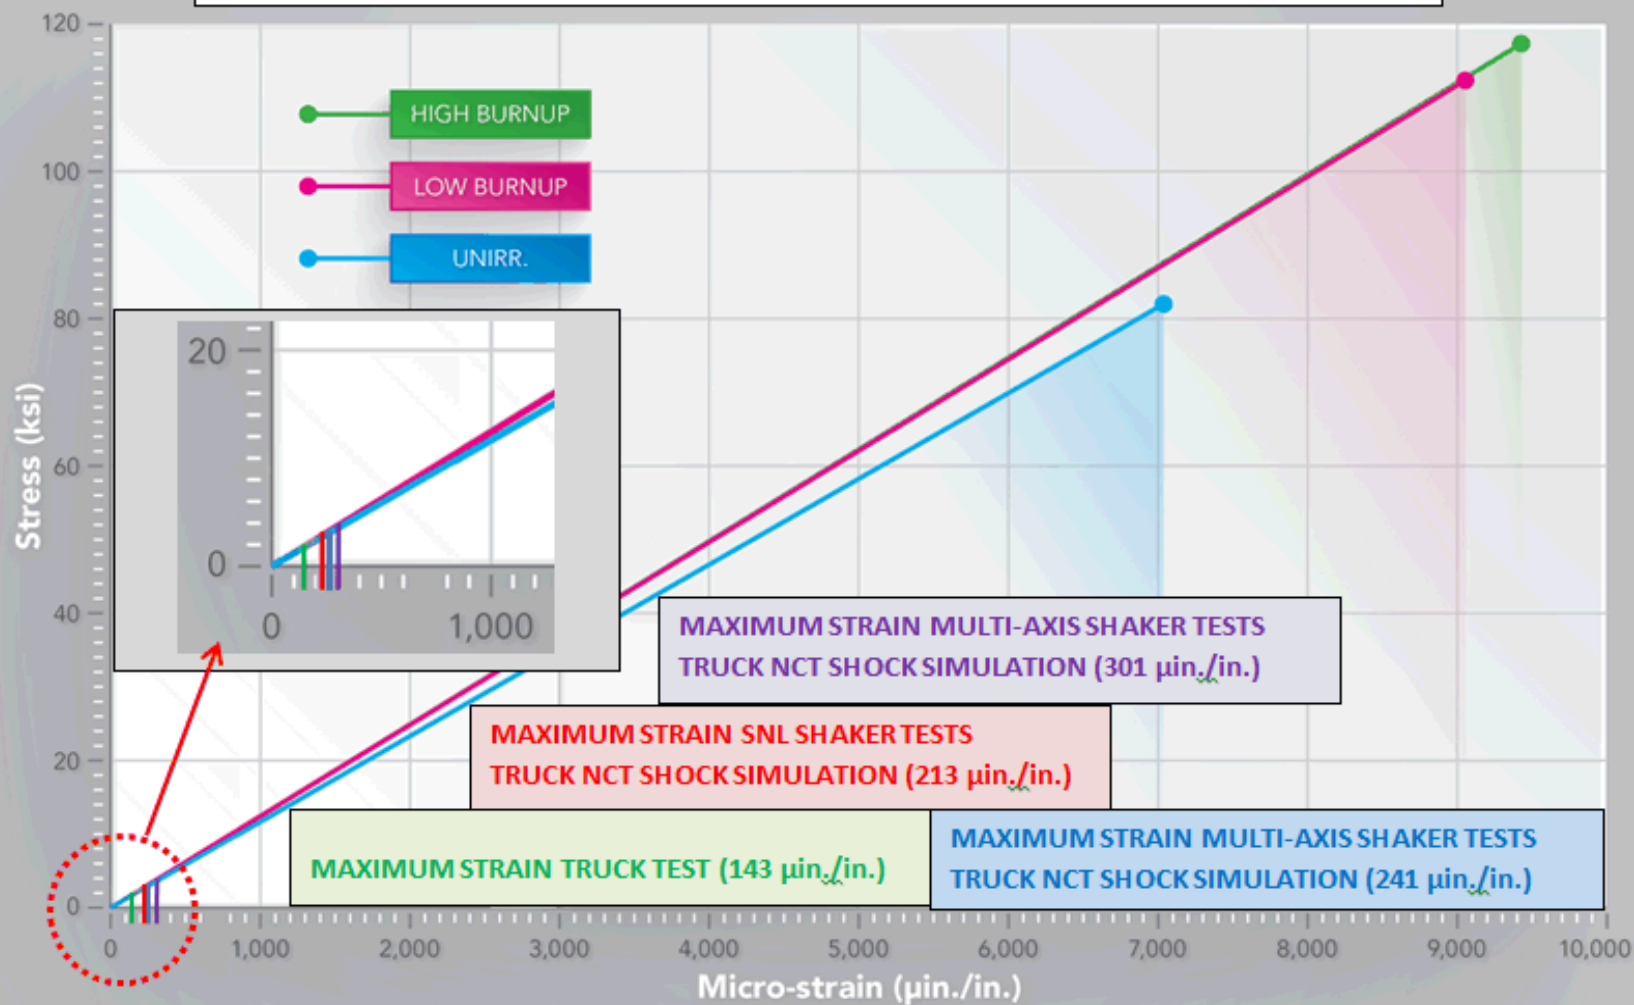 120
100
80
60
40
20
0
Stress (ksi)
HIGH BURNUP
LOW BURNUP
UNIRR.
20
0
0
1,000
MAXIMUM STRAIN MULTI-AXIS SHAKER TESTS
TRUCK NCT SHOCK SIMULATION (301 µin./in.)
MAXIMUM STRAIN SNL SHAKER TESTS
TRUCK NCT SHOCK SIMULATION (213 µin./in.)
MAXIMUM STRAIN TRUCK TEST (143 µin./in.)
MAXIMUM STRAIN MULTI-AXIS SHAKER TESTS
TRUCK NCT SHOCK SIMULATION (241 µin./in.)
0 1,000 2,000 3,000 4,000 5,000 6,000 7,000 8,000 9,000 10,000
Micro-strain (µin./in.)